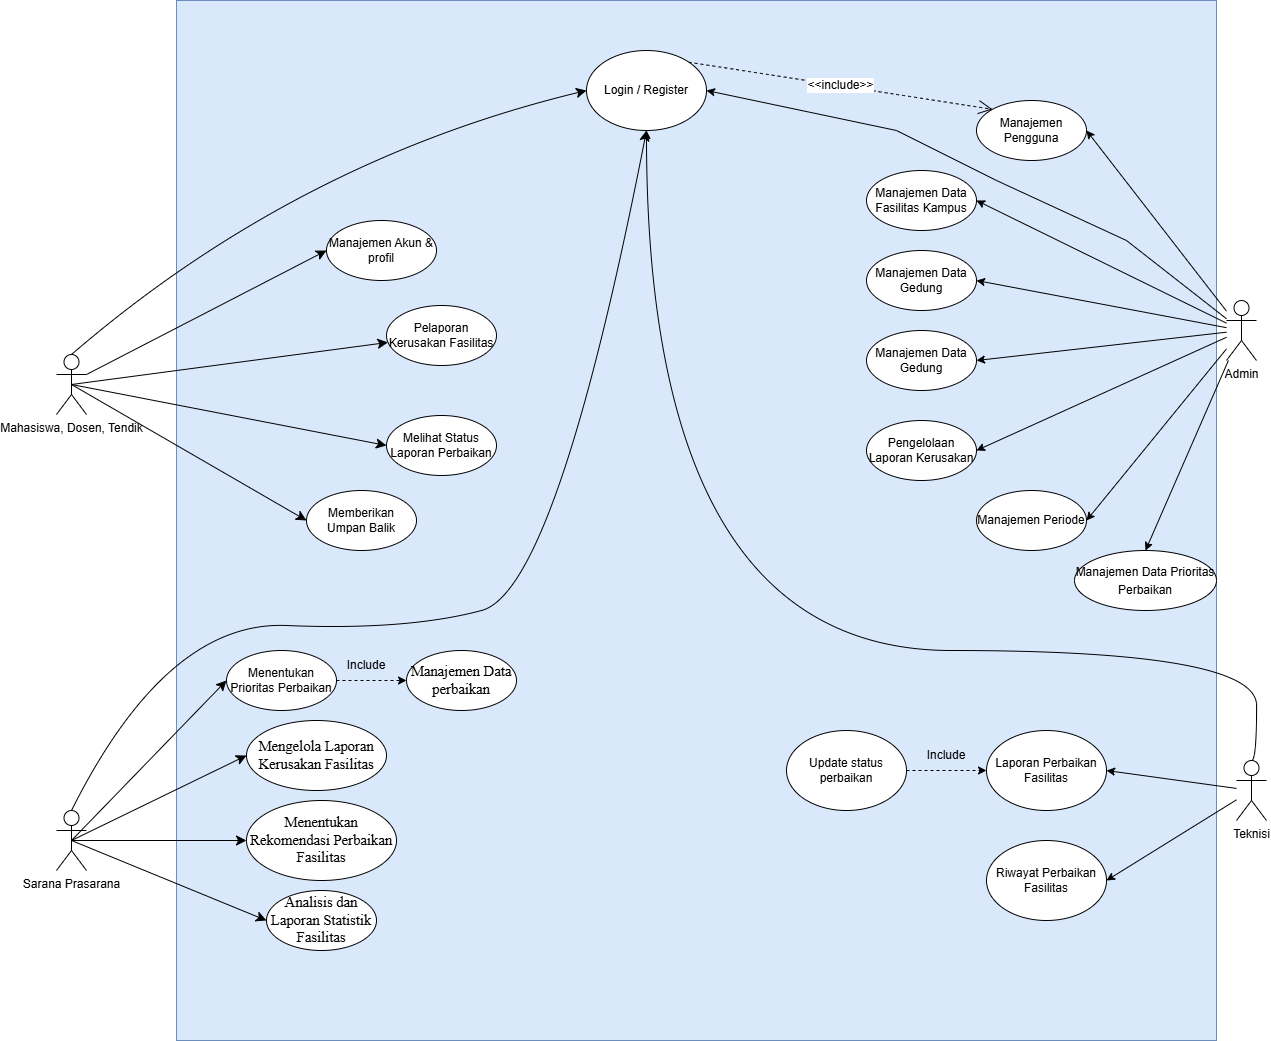 Login / Register
<<include>>
Manajemen
Pengguna
Manajemen Data
Fasilitas Kampus
Manajemen Akun &
profil
Manajemen Data
Gedung
Pelaporan
Kerusakan Fasilitas
Manajemen Data
Gedung
Admin
Mahasiswa, Dosen, Tendik
Melihat Status
Laporan Perbaikan
Pengelolaan
Laporan Kerusakan
Memberikan
Umpan Balik
Manajemen Periode
Manajemen Data Prioritas
Perbaikan
Menentukan
Prioritas Perbaikan
Include
Manajemen Data
perbaikan
Mengelola Laporan
Kerusakan Fasilitas
Update status
perbaikan
Include
Laporan Perbaikan
Fasilitas
Teknisi
Menentukan
Rekomendasi Perbaikan
Fasilitas
Sarana Prasarana
Riwayat Perbaikan
Fasilitas
Analisis dan
Laporan Statistik
Fasilitas